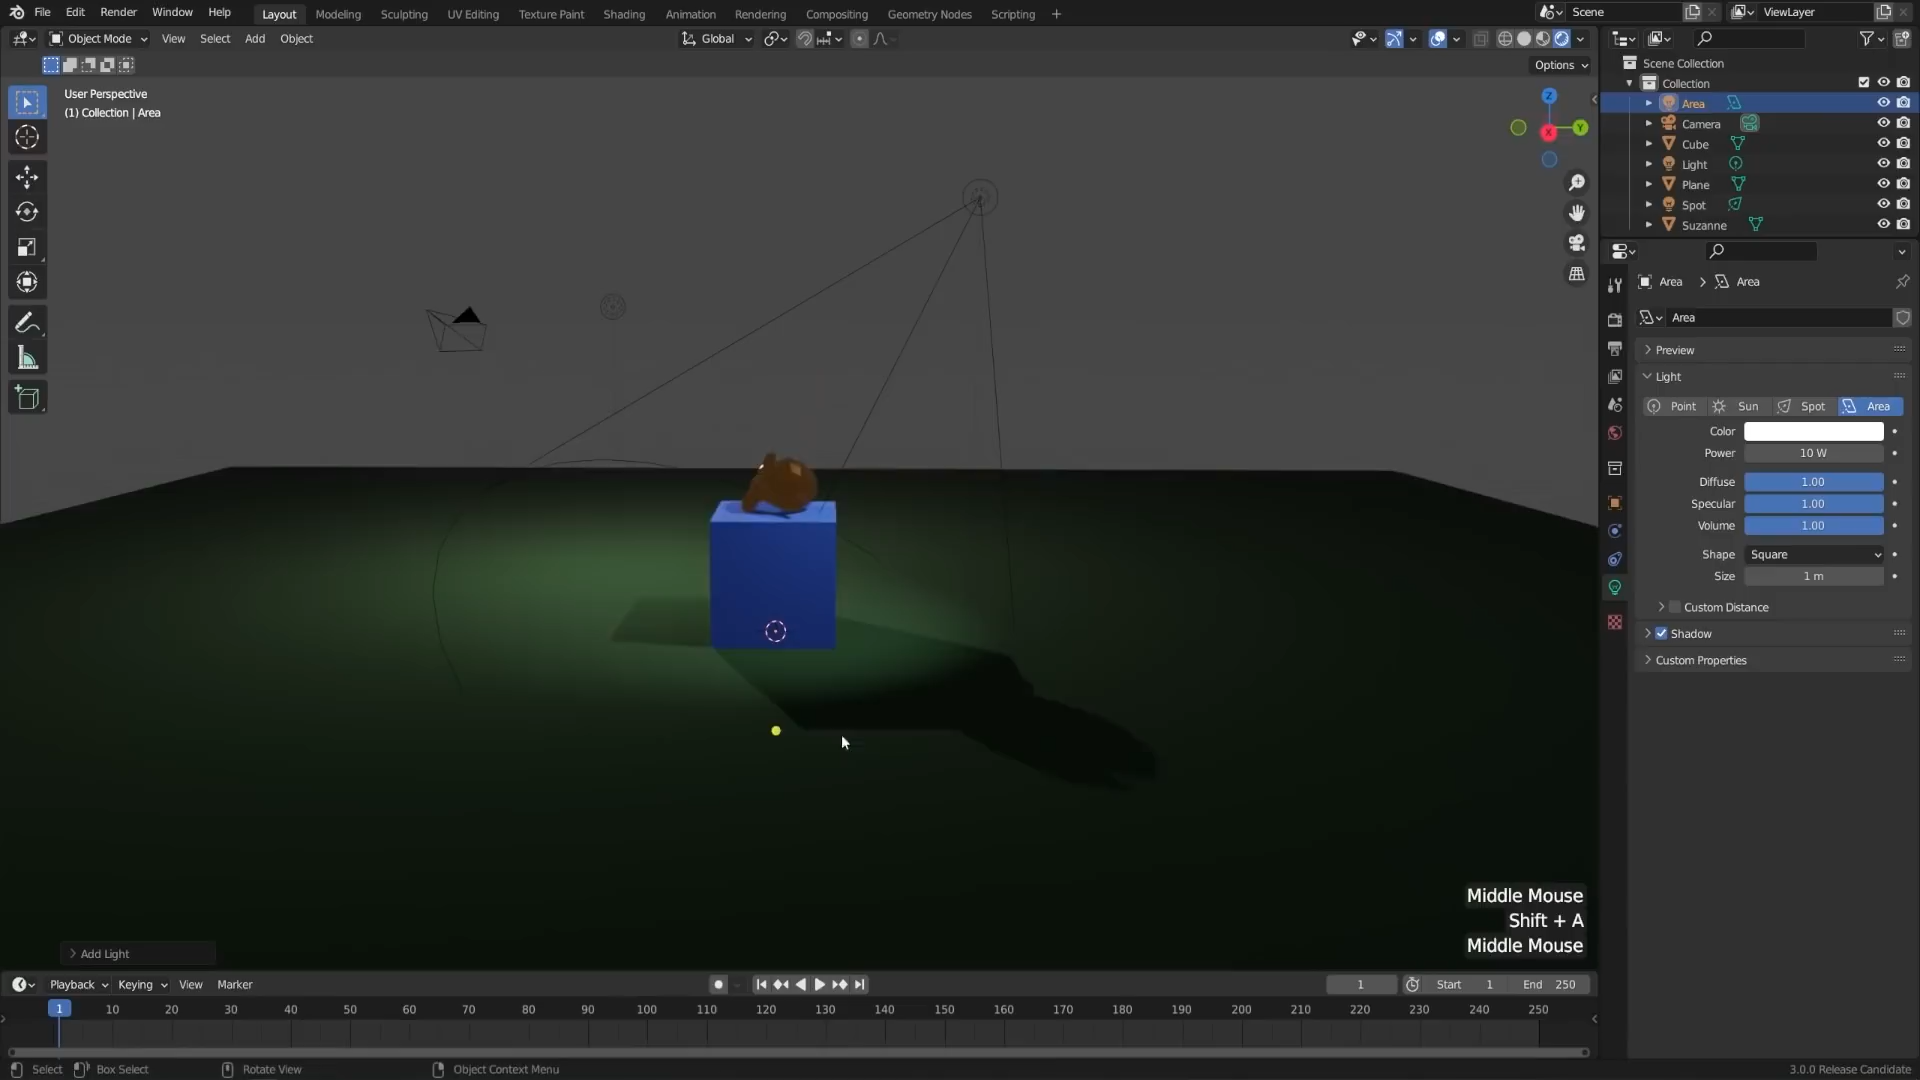 File Edit Render Window Help Layout Modeling Sculpting UV Editing Texture Paint Shading Animation Rendering Compositing Geometry Nodes Scripting + Scene ViewLayer
Object Mode View Select Add Object Global
Options
User Perspective
(1) Collection | Area
Z
Y
X
Scene Collection
Collection
Area
Camera
Cube
Light
Plane
Spot
Suzanne
Area > Area
Area
Preview
Light
Point Sun Spot Area
Color
Power 10 W
Diffuse 1.00
Specular 1.00
Volume 1.00
Shape Square
Size 1 m
Custom Distance
Shadow
Custom Properties
Middle Mouse
Shift + A
Middle Mouse
Add Light
Playback Keying View Marker 1 Start 1 End 250
1 10 20 30 40 50 60 70 80 90 100 110 120 130 140 150 160 170 180 190 200 210 220 230 240 250
Select Box Select Rotate View Object Context Menu 3.0.0 Release Candidate